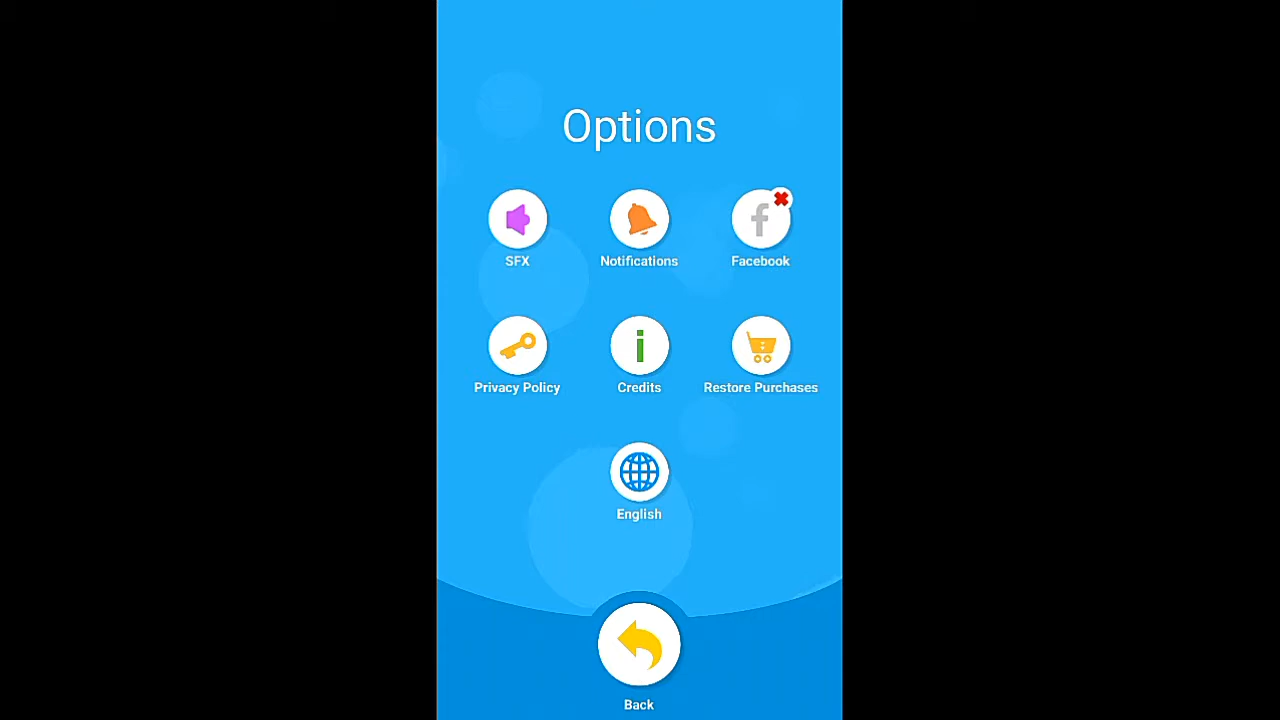 Options
SFX
Notifications
Facebook
Privacy Policy
Credits
Restore Purchases
English
Back